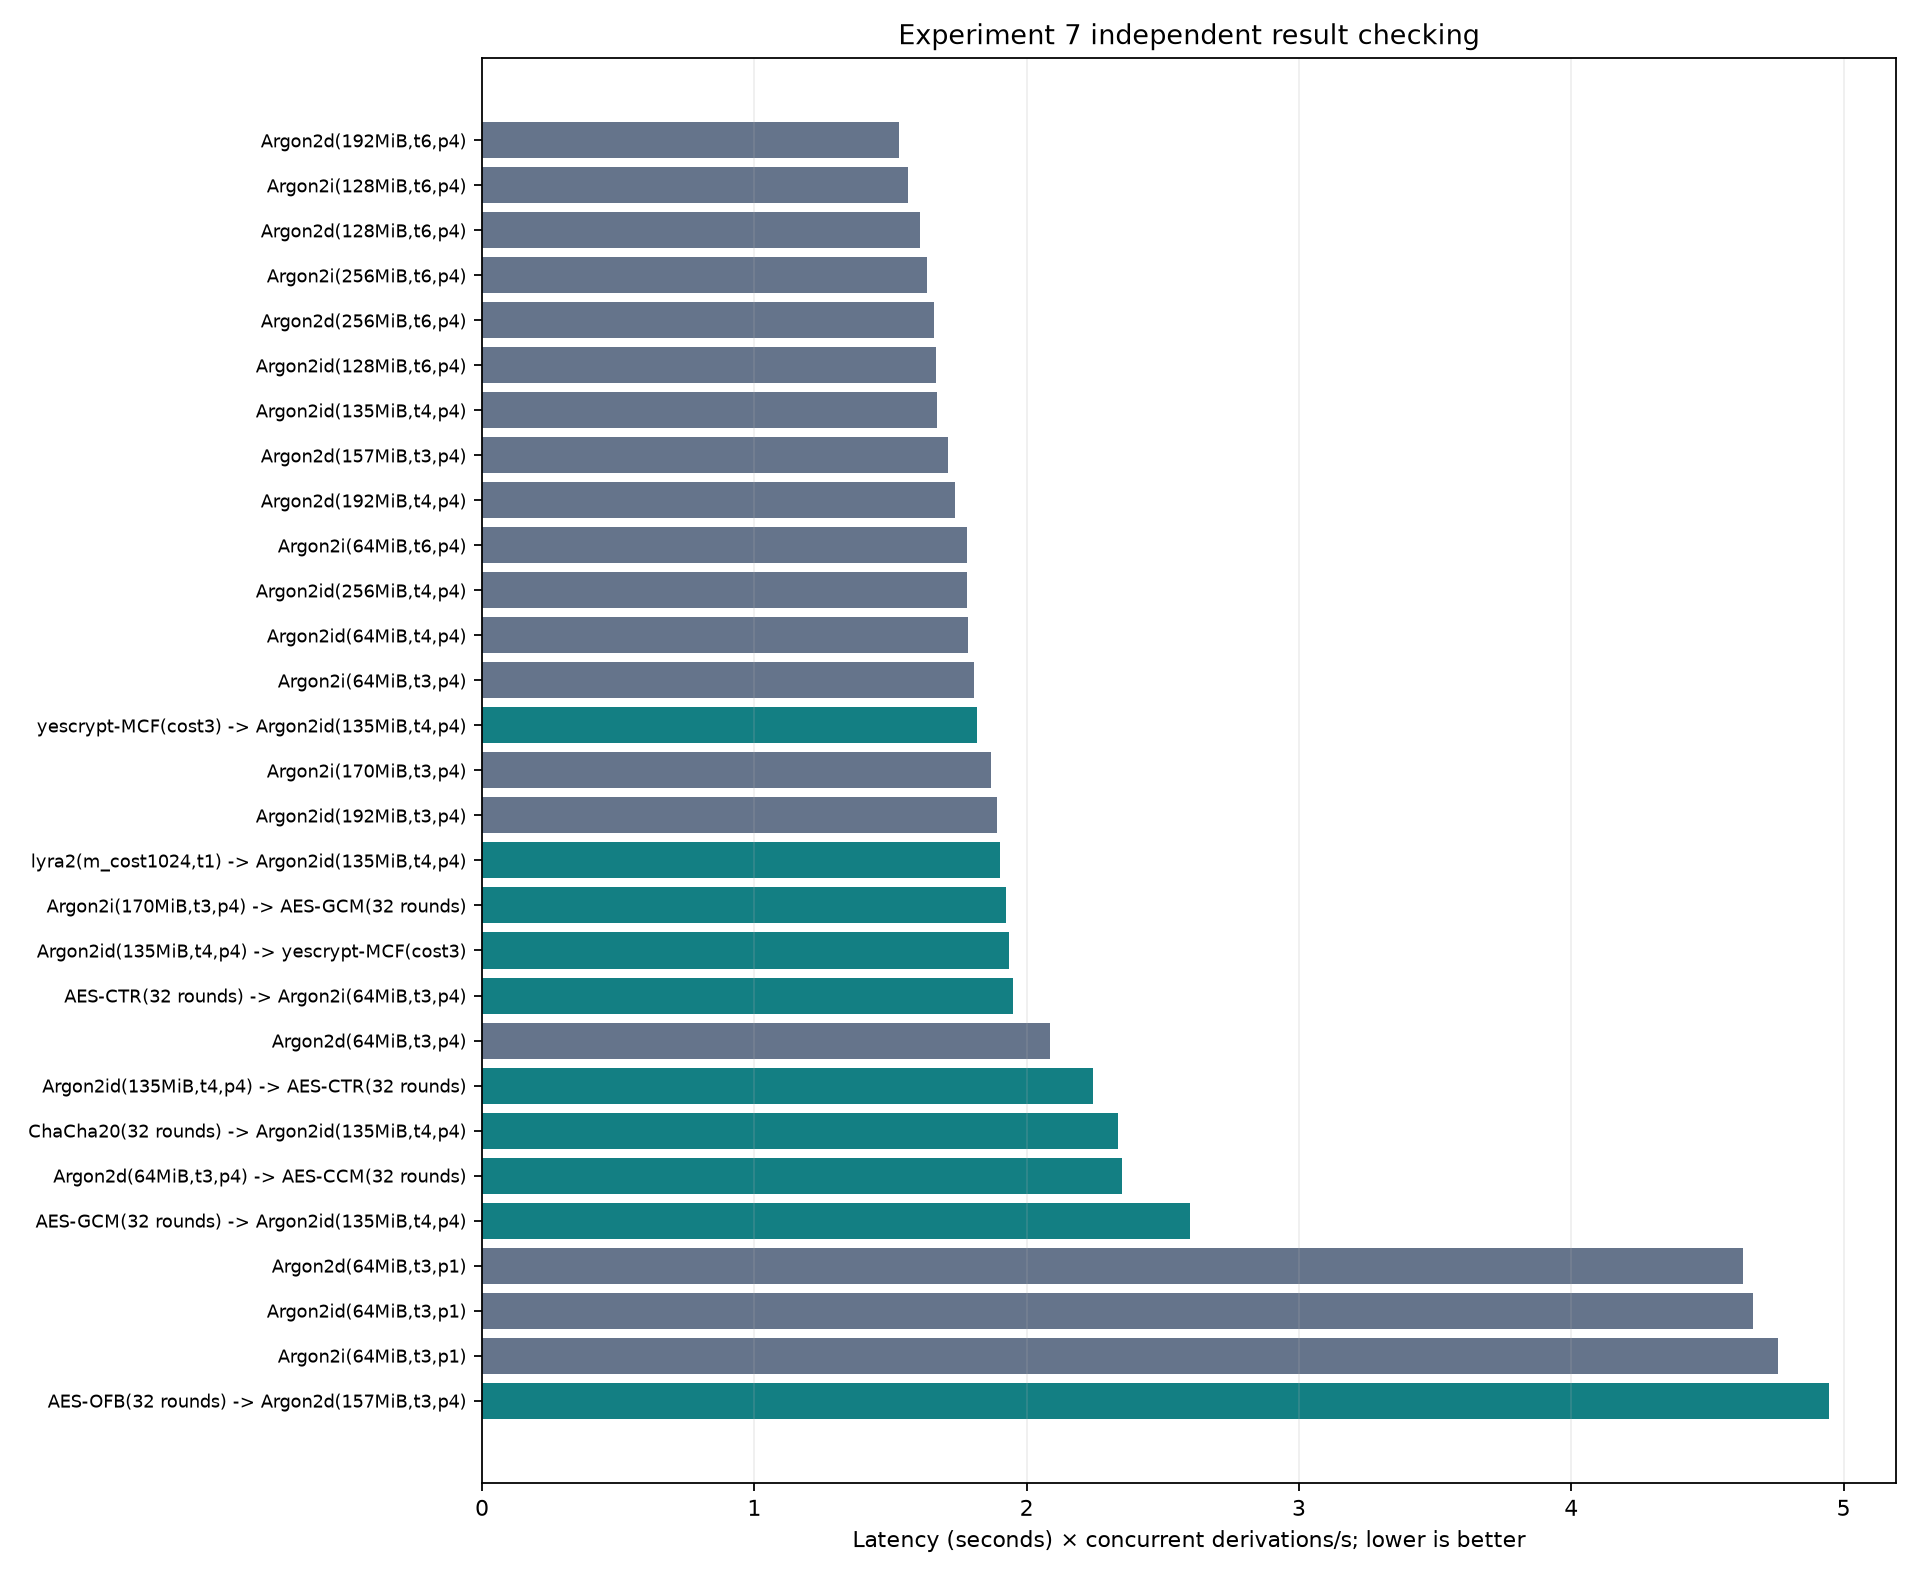 Experiment 7 independent result checking
Argon2d(192MiB,t6,p4)
Argon2i(128MiB,t6,p4)
Argon2d(128MiB,t6,p4)
Argon2i(256MiB,t6,p4)
Argon2d(256MiB,t6,p4)
Argon2id(128MiB,t6,p4)
Argon2id(135MiB,t4,p4)
Argon2d(157MiB,t3,p4)
Argon2d(192MiB,t4,p4)
Argon2i(64MiB,t6,p4)
Argon2id(256MiB,t4,p4)
Argon2id(64MiB,t4,p4)
Argon2i(64MiB,t3,p4)
yescrypt-MCF(cost3) -> Argon2id(135MiB,t4,p4)
Argon2i(170MiB,t3,p4)
Argon2id(192MiB,t3,p4)
lyra2(m_cost1024,t1) -> Argon2id(135MiB,t4,p4)
Argon2i(170MiB,t3,p4) -> AES-GCM(32 rounds)
Argon2id(135MiB,t4,p4) -> yescrypt-MCF(cost3)
AES-CTR(32 rounds) -> Argon2i(64MiB,t3,p4)
Argon2d(64MiB,t3,p4)
Argon2id(135MiB,t4,p4) -> AES-CTR(32 rounds)
ChaCha20(32 rounds) -> Argon2id(135MiB,t4,p4)
Argon2d(64MiB,t3,p4) -> AES-CCM(32 rounds)
AES-GCM(32 rounds) -> Argon2id(135MiB,t4,p4)
Argon2d(64MiB,t3,p1)
Argon2id(64MiB,t3,p1)
Argon2i(64MiB,t3,p1)
AES-OFB(32 rounds) -> Argon2d(157MiB,t3,p4)
0 1 2 3 4 5
Latency (seconds) × concurrent derivations/s; lower is better